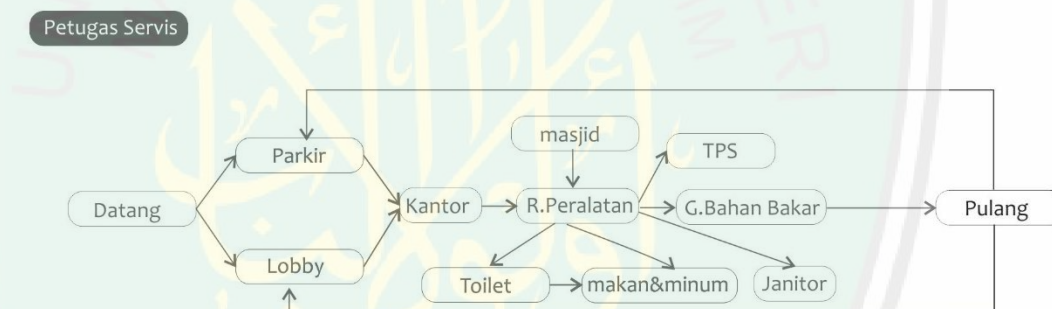 Petugas Servis
masjid
Parkir
TPS
Datang
Kantor
R.Peralatan
G.Bahan Bakar
Pulang
Lobby
Toilet
makan&minum
Janitor